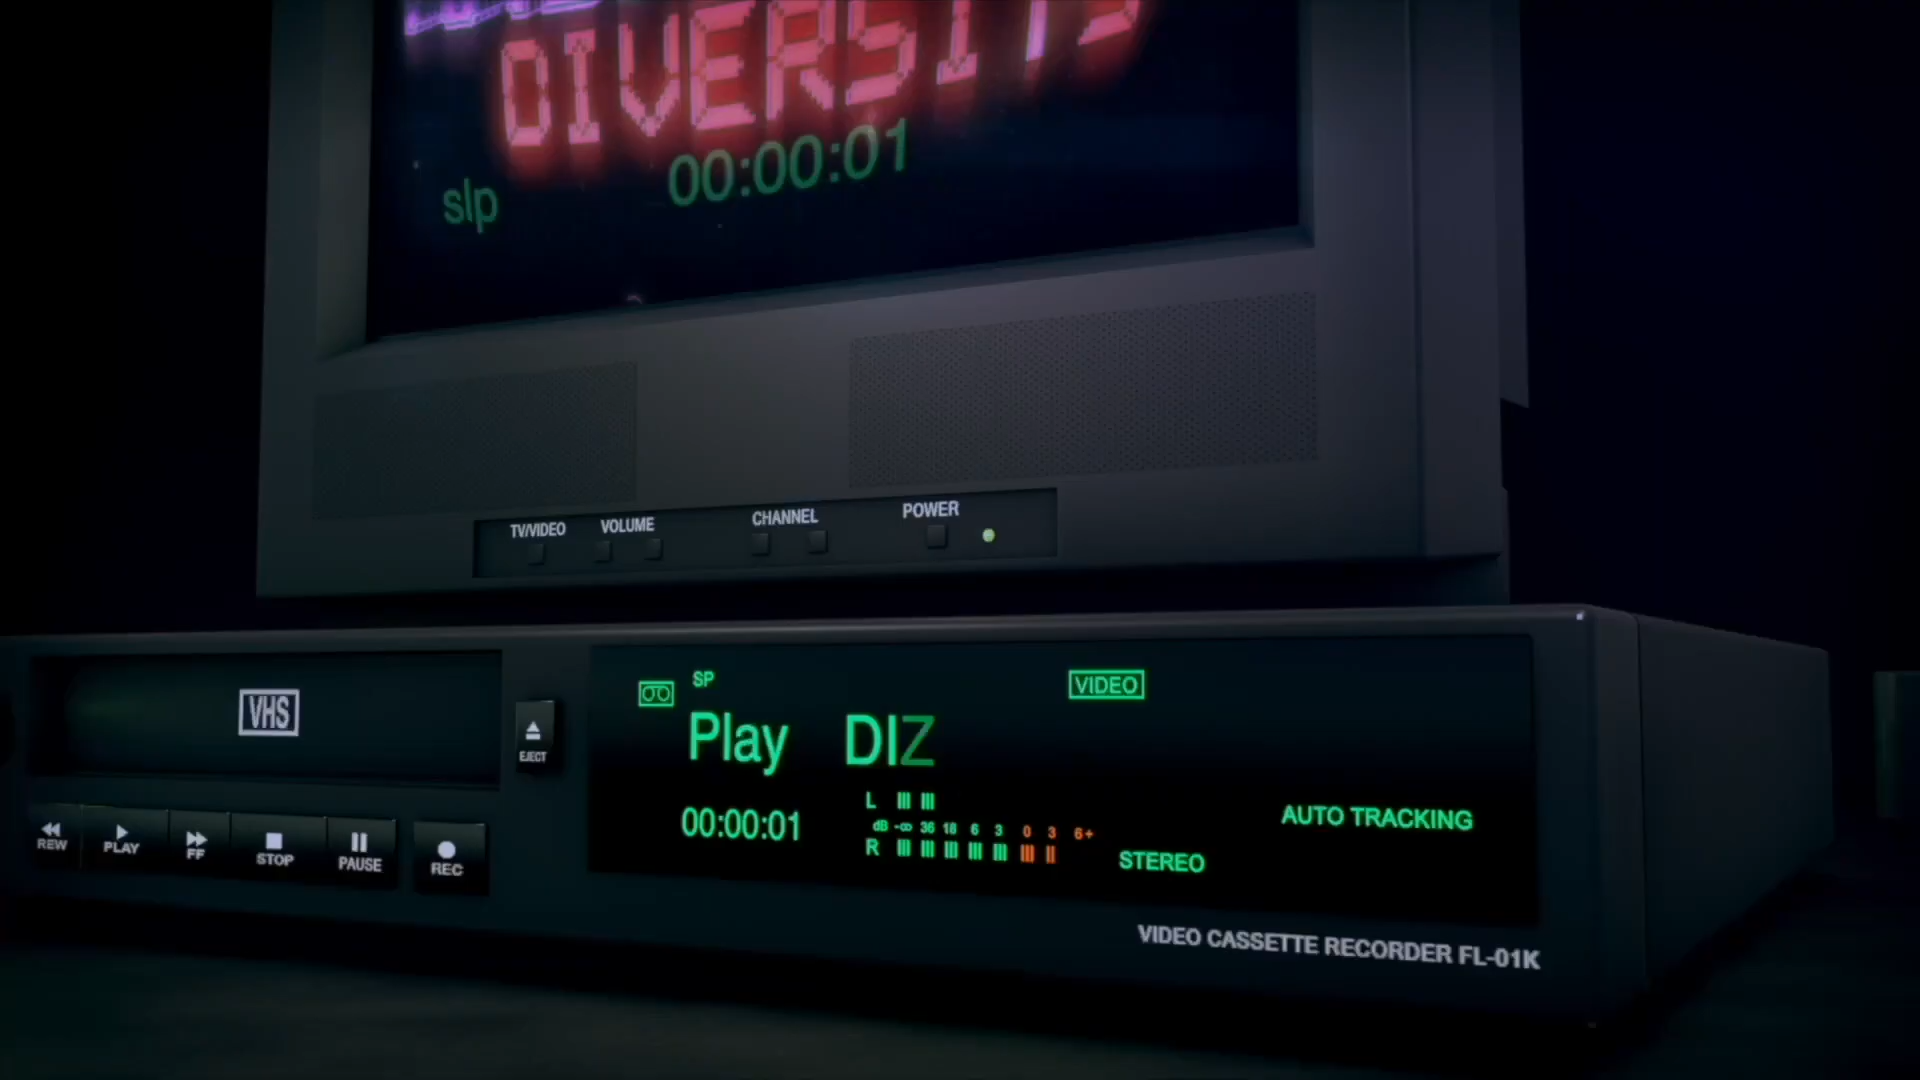 DIVERSITY
slp 00:00:01
TV/VIDEO VOLUME CHANNEL POWER
VHS
EJECT
REW PLAY FF STOP PAUSE REC
SP
VIDEO
Play DIZ
L
00:00:01
dB -∞ 36 18 6 3 0 3 6+
R
STEREO
AUTO TRACKING
VIDEO CASSETTE RECORDER FL-01K